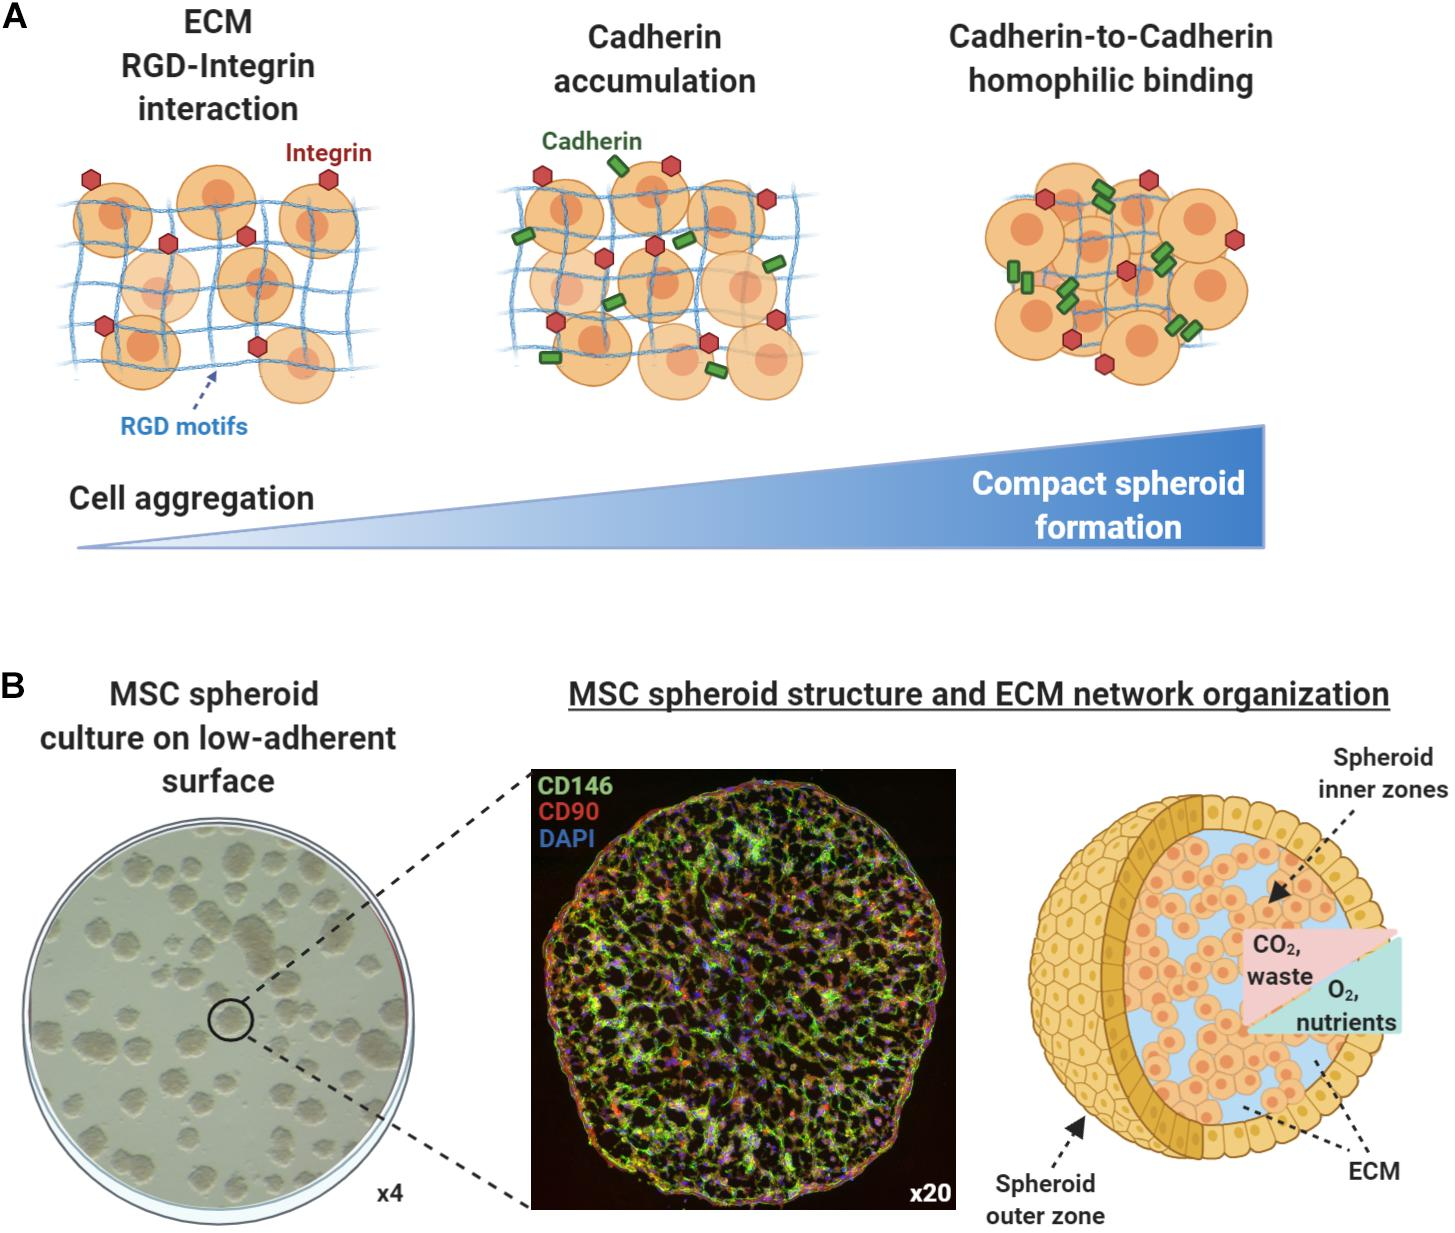 A
ECM
RGD-Integrin
interaction
Integrin
RGD motifs
Cadherin
accumulation
Cadherin
Cadherin-to-Cadherin
homophilic binding
Cell aggregation
Compact spheroid
formation
B
MSC spheroid
culture on low-adherent
surface
x4
MSC spheroid structure and ECM network organization
CD146
CD90
DAPI
x20
Spheroid
inner zones
CO₂,
waste
O₂,
nutrients
ECM
Spheroid
outer zone